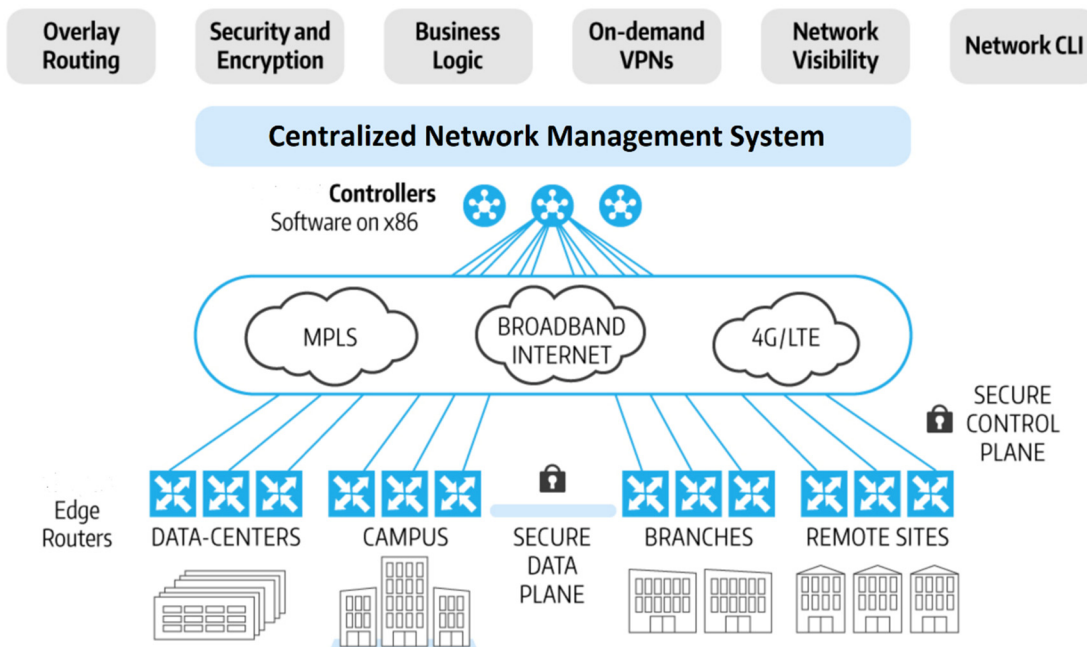 Overlay
Routing
Security and
Encryption
Business
Logic
On-demand
VPNs
Network
Visibility
Network CLI
Centralized Network Management System
Controllers
Software on x86
MPLS
BROADBAND
INTERNET
4G/LTE
SECURE
CONTROL
PLANE
Edge
Routers
DATA-CENTERS
CAMPUS
SECURE
DATA
PLANE
BRANCHES
REMOTE SITES